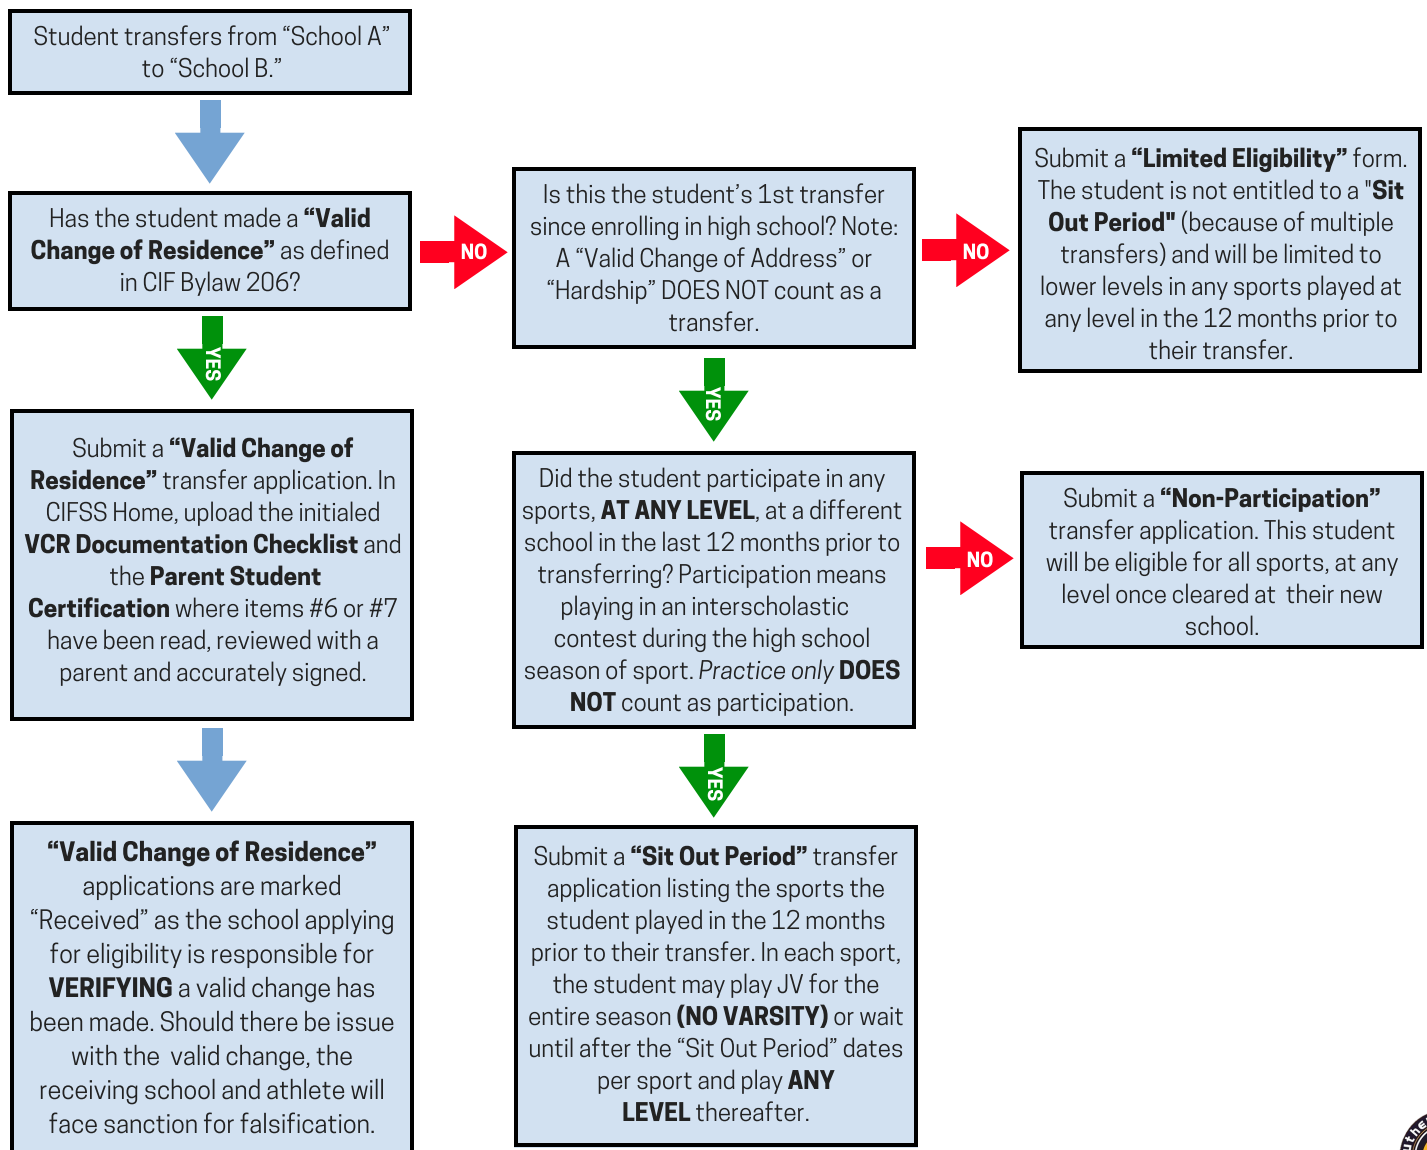 Student transfers from “School A”
to “School B.”
Has the student made a “Valid
Change of Residence” as defined
in CIF Bylaw 206?
NO
Is this the student’s 1st transfer
since enrolling in high school? Note:
A “Valid Change of Address” or
“Hardship” DOES NOT count as a
transfer.
NO
Submit a “Limited Eligibility” form.
The student is not entitled to a "Sit
Out Period" (because of multiple
transfers) and will be limited to
lower levels in any sports played at
any level in the 12 months prior to
their transfer.
YES
Submit a “Valid Change of
Residence” transfer application. In
CIFSS Home, upload the initialed
VCR Documentation Checklist and
the Parent Student
Certification where items #6 or #7
have been read, reviewed with a
parent and accurately signed.
YES
Did the student participate in any
sports, AT ANY LEVEL, at a different
school in the last 12 months prior to
transferring? Participation means
playing in an interscholastic
contest during the high school
season of sport. Practice only DOES
NOT count as participation.
NO
Submit a “Non-Participation”
transfer application. This student
will be eligible for all sports, at any
level once cleared at  their new
school.
“Valid Change of Residence”
applications are marked
“Received” as the school applying
for eligibility is responsible for
VERIFYING a valid change has
been made. Should there be issue
with the  valid change, the
receiving school and athlete will
face sanction for falsification.
YES
Submit a “Sit Out Period” transfer
application listing the sports the
student played in the 12 months
prior to their transfer. In each sport,
the student may play JV for the
entire season (NO VARSITY) or wait
until after the “Sit Out Period” dates
per sport and play ANY
LEVEL thereafter.